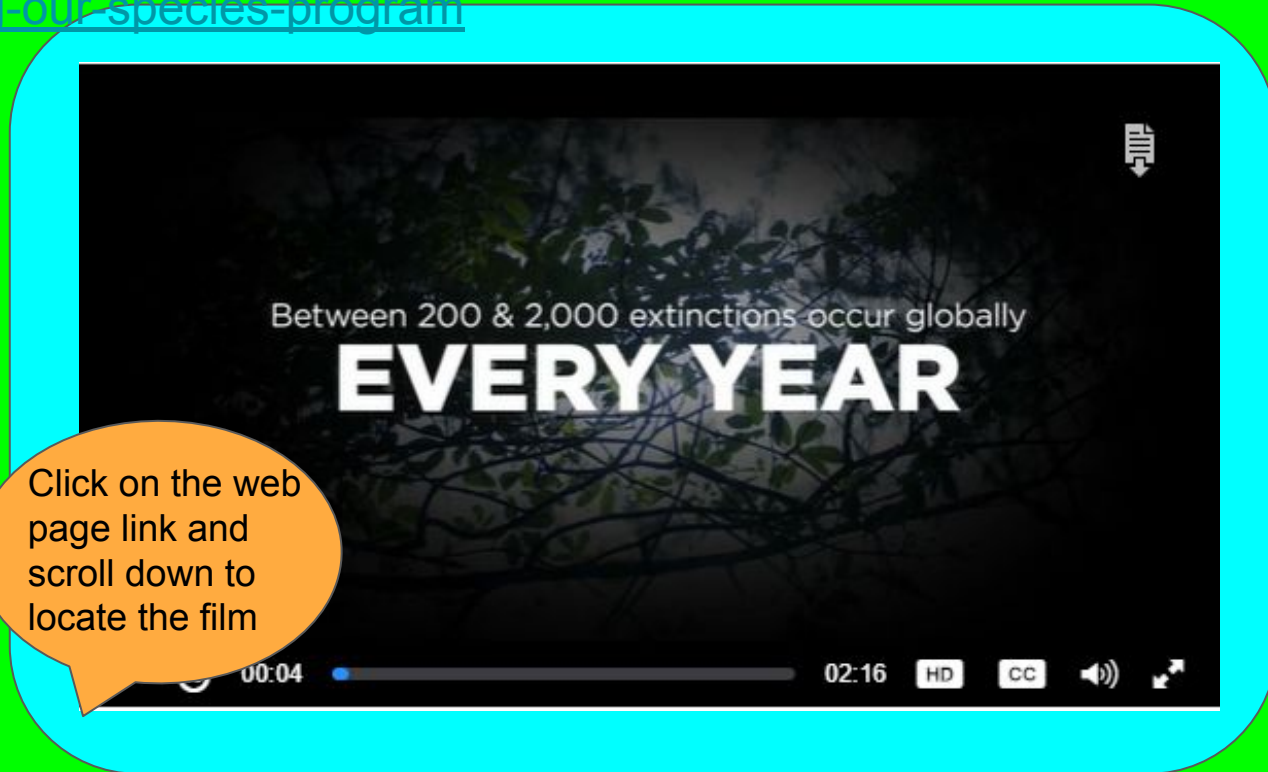 -our-species-program
Between 200 & 2,000 extinctions occur globally
EVERY YEAR
Click on the web
page link and
scroll down to
locate the film
00:04
02:16
HD
CC